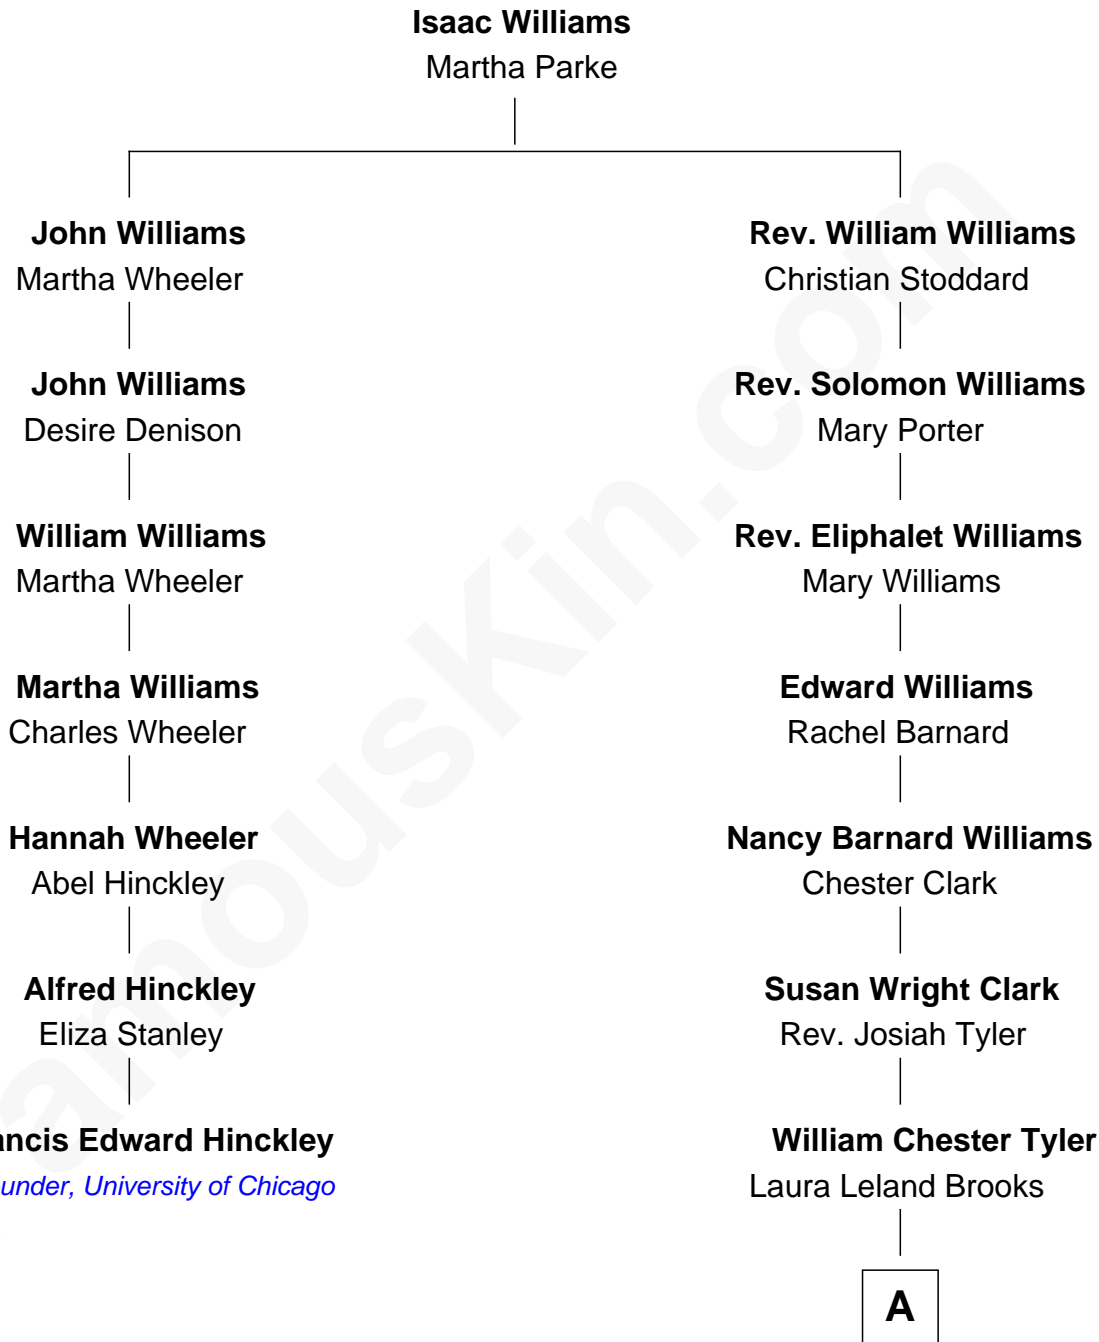 Isaac Williams
Martha Parke
John Williams
Martha Wheeler
Rev. William Williams
Christian Stoddard
John Williams
Desire Denison
Rev. Solomon Williams
Mary Porter
William Williams
Martha Wheeler
Rev. Eliphalet Williams
Mary Williams
Martha Williams
Charles Wheeler
Edward Williams
Rachel Barnard
Hannah Wheeler
Abel Hinckley
Nancy Barnard Williams
Chester Clark
Alfred Hinckley
Eliza Stanley
Susan Wright Clark
Rev. Josiah Tyler
ancis Edward Hinckley
under, University of Chicago
William Chester Tyler
Laura Leland Brooks
A
amousKin.com